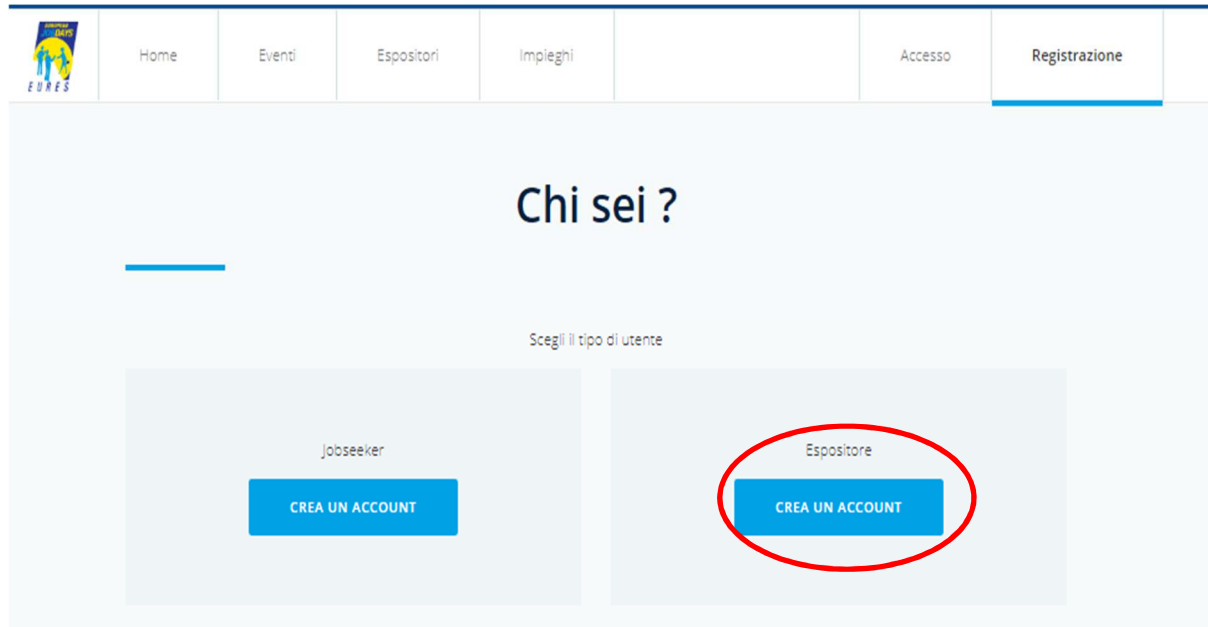 EUROPEAN
JOB DAYS
EURES
Home
Eventi
Espositori
Impieghi
Accesso
Registrazione
Chi sei ?
Scegli il tipo di utente
Jobseeker
Espositore
CREA UN ACCOUNT
CREA UN ACCOUNT